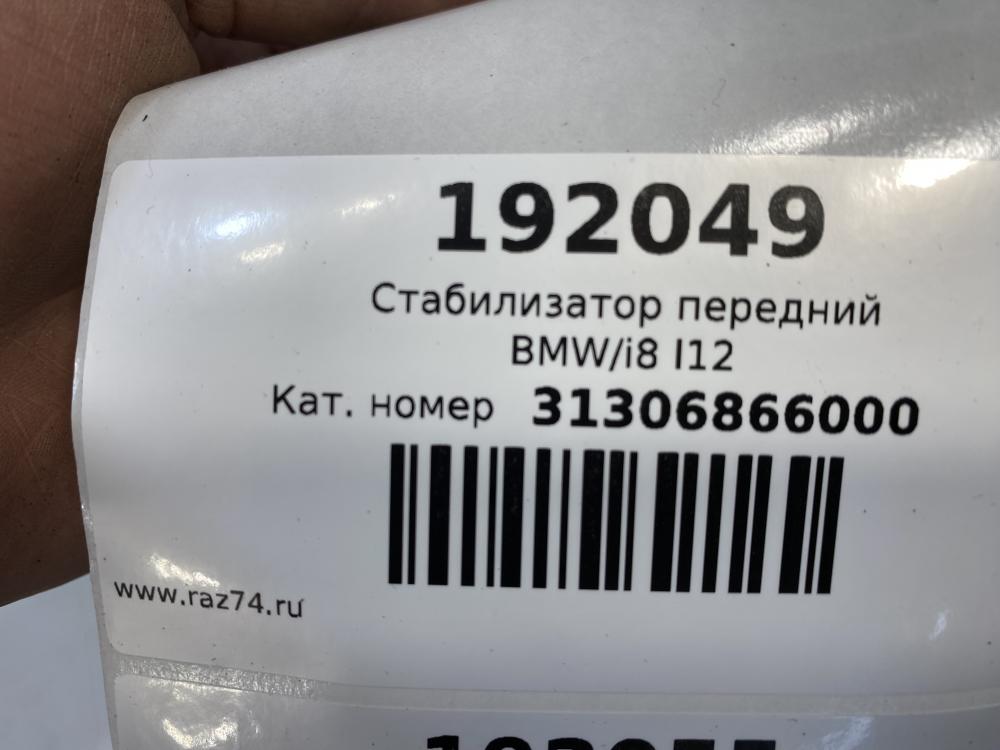 192049
Стабилизатор передний
BMW/i8 I12
Кат. номер 31306866000
www.raz74.ru